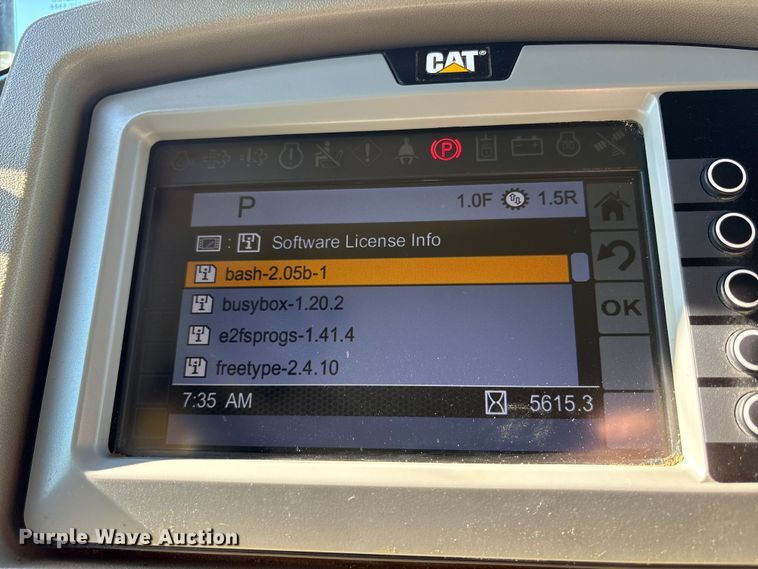 CAT®
P
P 1.0F 1.5R
: Software License Info
bash-2.05b-1
busybox-1.20.2
OK
e2fsprogs-1.41.4
freetype-2.4.10
7:35 AM 5615.3
Purple Wave Auction